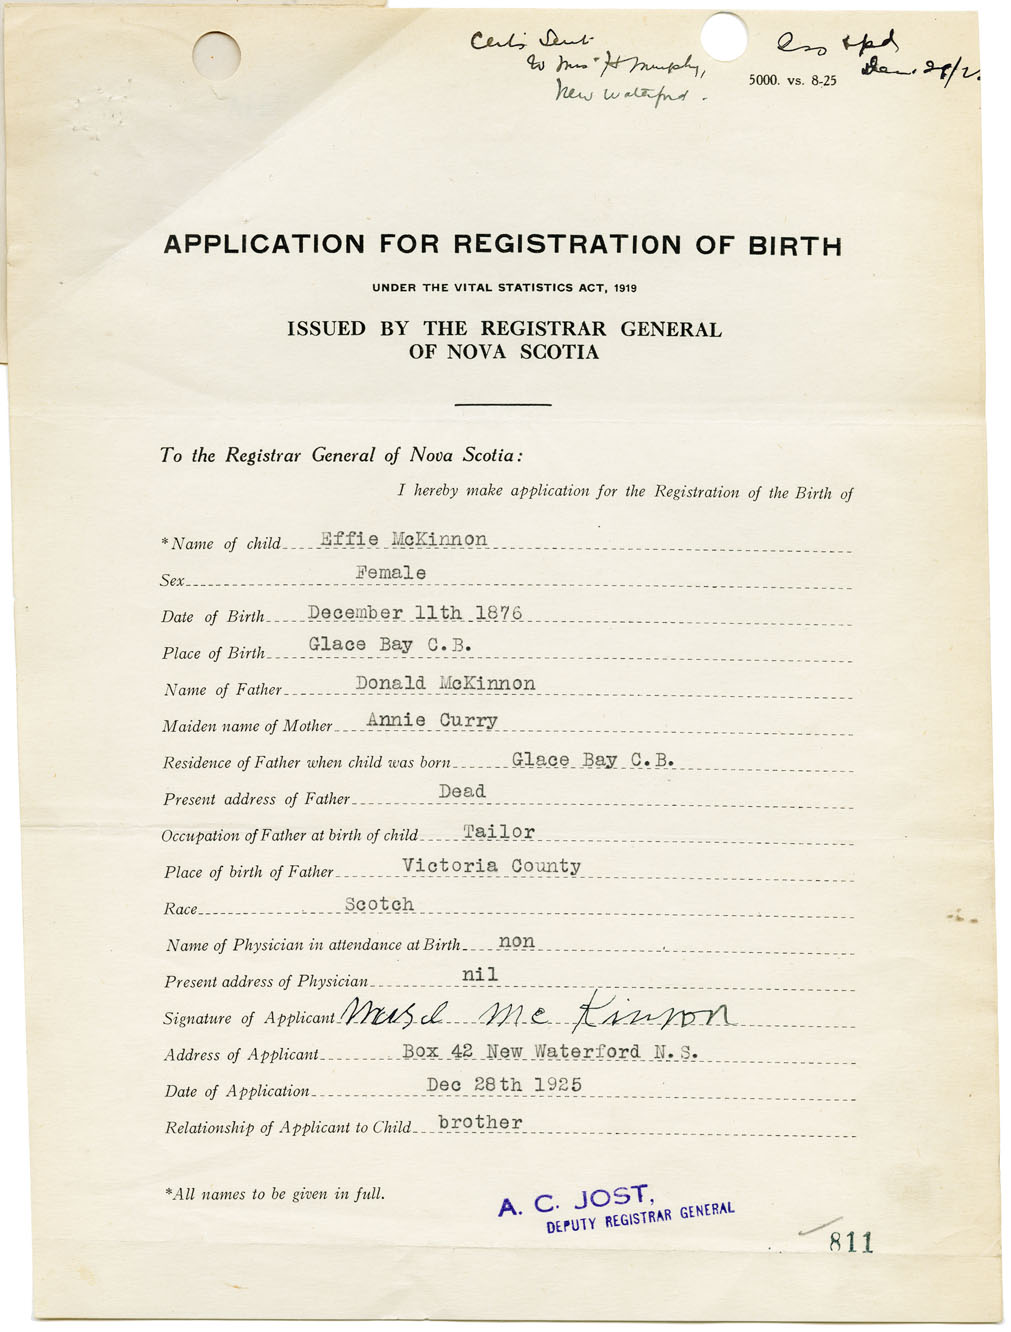 Certif. Sent
to Mrs H Murphy,
New Waterford.
5000. vs. 8-25
APPLICATION FOR REGISTRATION OF BIRTH
UNDER THE VITAL STATISTICS ACT, 1919
ISSUED BY THE REGISTRAR GENERAL
OF NOVA SCOTIA
To the Registrar General of Nova Scotia:
I hereby make application for the Registration of the Birth of
*Name of child Effie McKinnon
Sex Female
Date of Birth December 11th 1876
Place of Birth Glace Bay C.B.
Name of Father Donald McKinnon
Maiden name of Mother Annie Curry
Residence of Father when child was born Glace Bay C.B.
Present address of Father Dead
Occupation of Father at birth of child Tailor
Place of birth of Father Victoria County
Race Scotch
Name of Physician in attendance at Birth non
Present address of Physician nil
Signature of Applicant Mc Kinnon
Address of Applicant Box 42 New Waterford N.S.
Date of Application Dec 28th 1925
Relationship of Applicant to Child brother
*All names to be given in full.
A. C. JOST,
DEPUTY REGISTRAR GENERAL
811